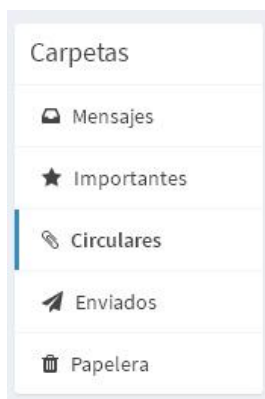 Carpetas
Mensajes
Importantes
Circulares
Enviados
Papelera